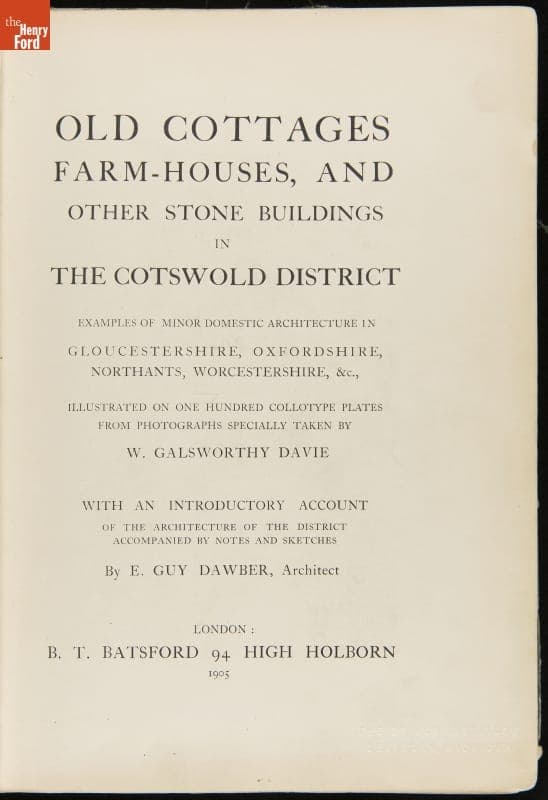 the
Henry
Ford
OLD COTTAGES
FARM-HOUSES, AND
OTHER STONE BUILDINGS
IN
THE COTSWOLD DISTRICT
EXAMPLES OF MINOR DOMESTIC ARCHITECTURE IN
GLOUCESTERSHIRE, OXFORDSHIRE,
NORTHANTS, WORCESTERSHIRE, &c.,
ILLUSTRATED ON ONE HUNDRED COLLOTYPE PLATES
FROM PHOTOGRAPHS SPECIALLY TAKEN BY
W. GALSWORTHY DAVIE
WITH AN INTRODUCTORY ACCOUNT
OF THE ARCHITECTURE OF THE DISTRICT
ACCOMPANIED BY NOTES AND SKETCHES
By E. GUY DAWBER, Architect
LONDON :
B. T. BATSFORD 94 HIGH HOLBORN
1905